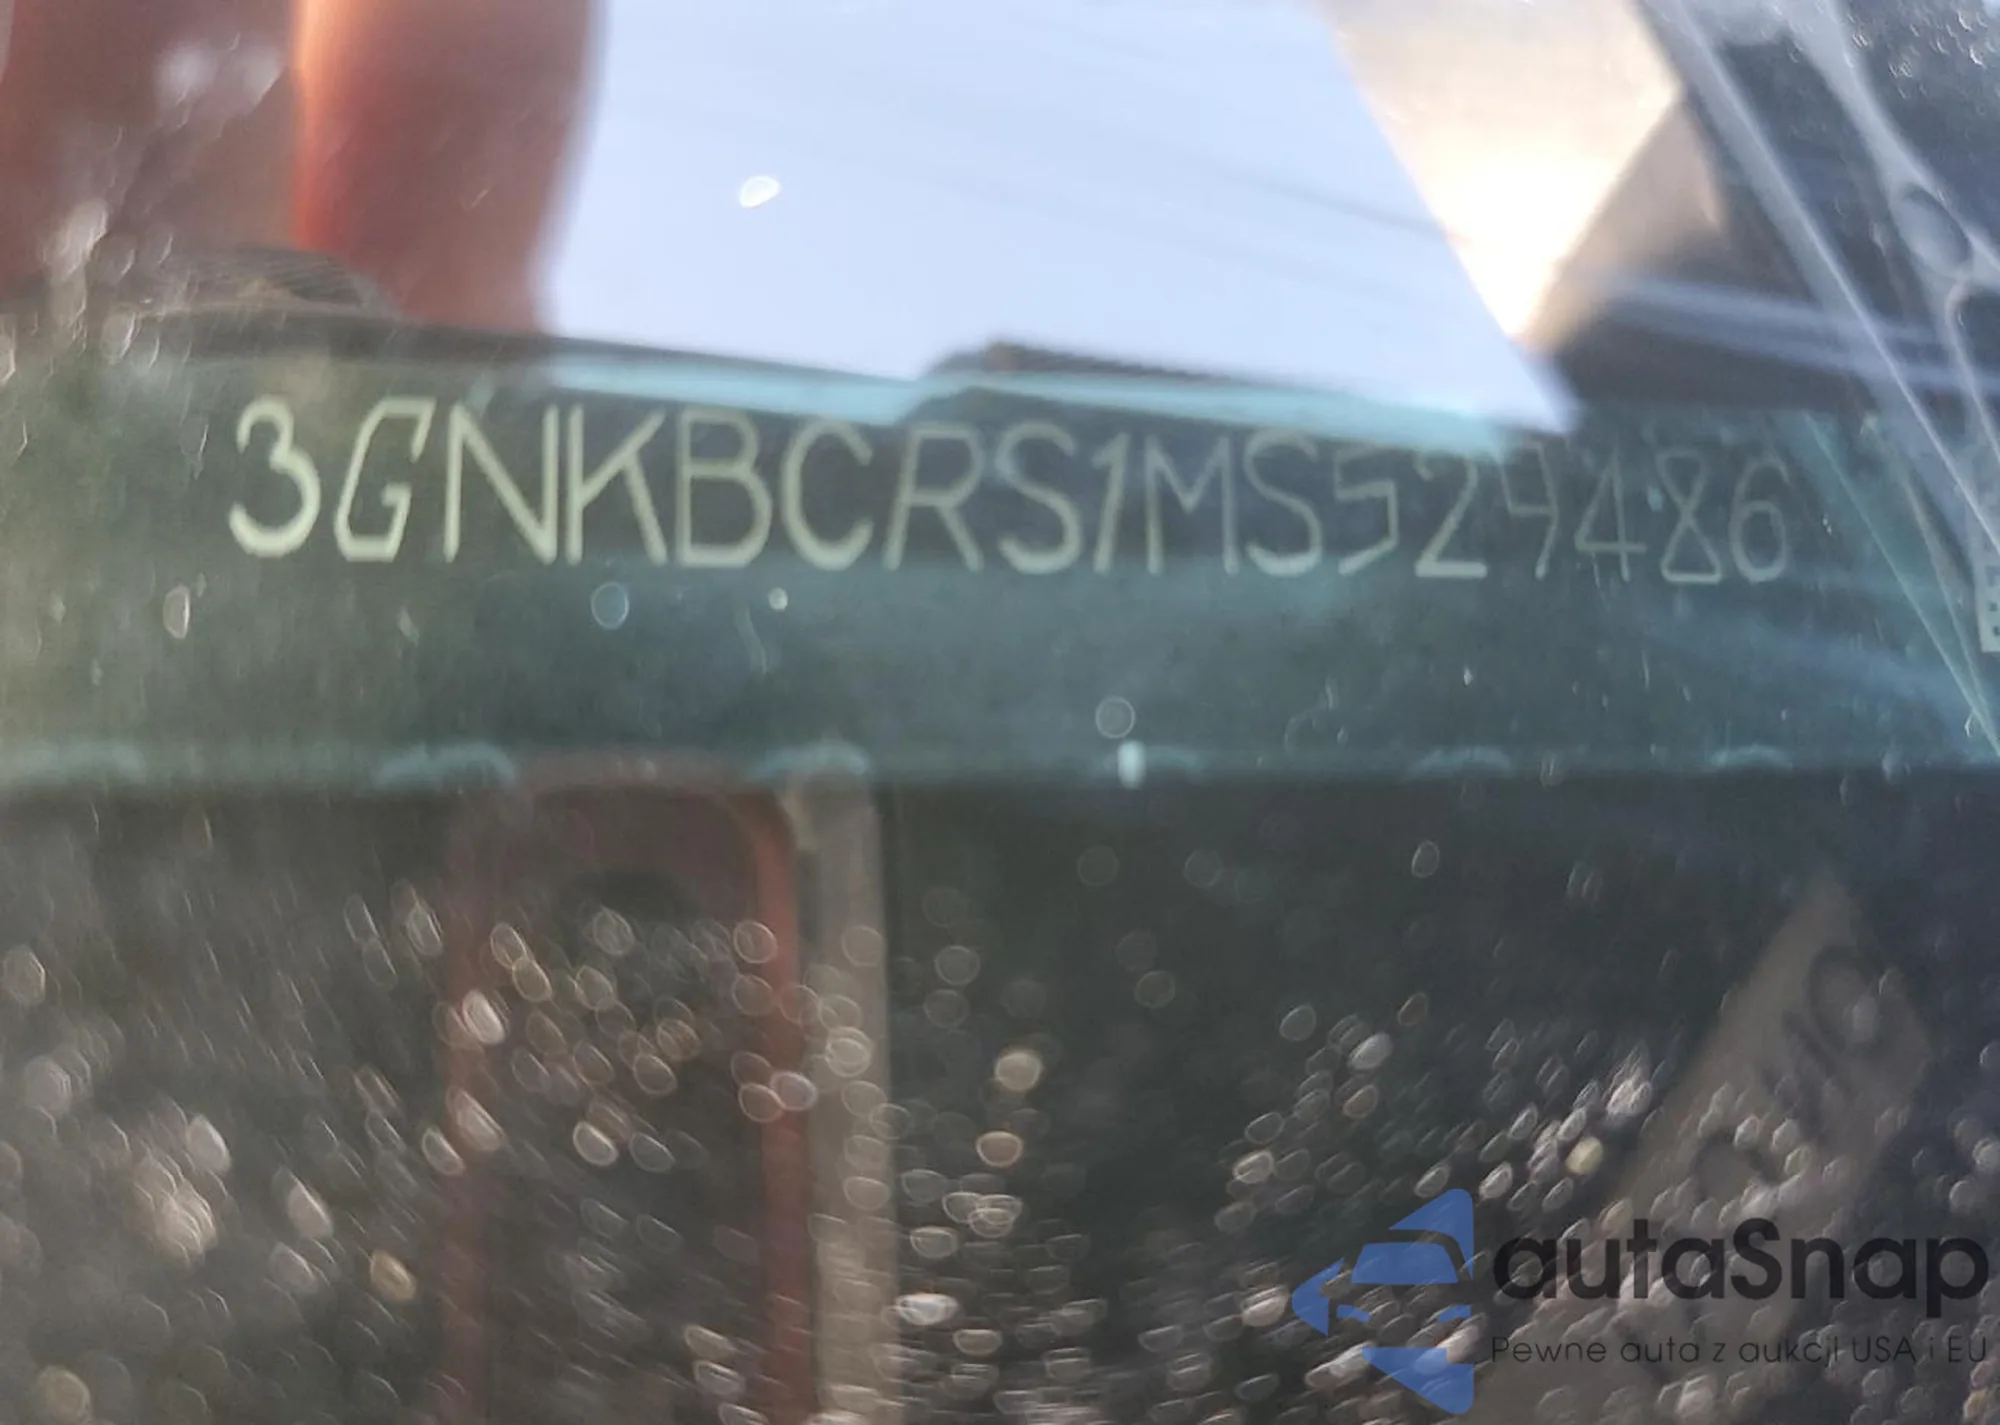 3GNKBCRS1MS529486
autaSnap
Pewne auta z aukcji USA i EU